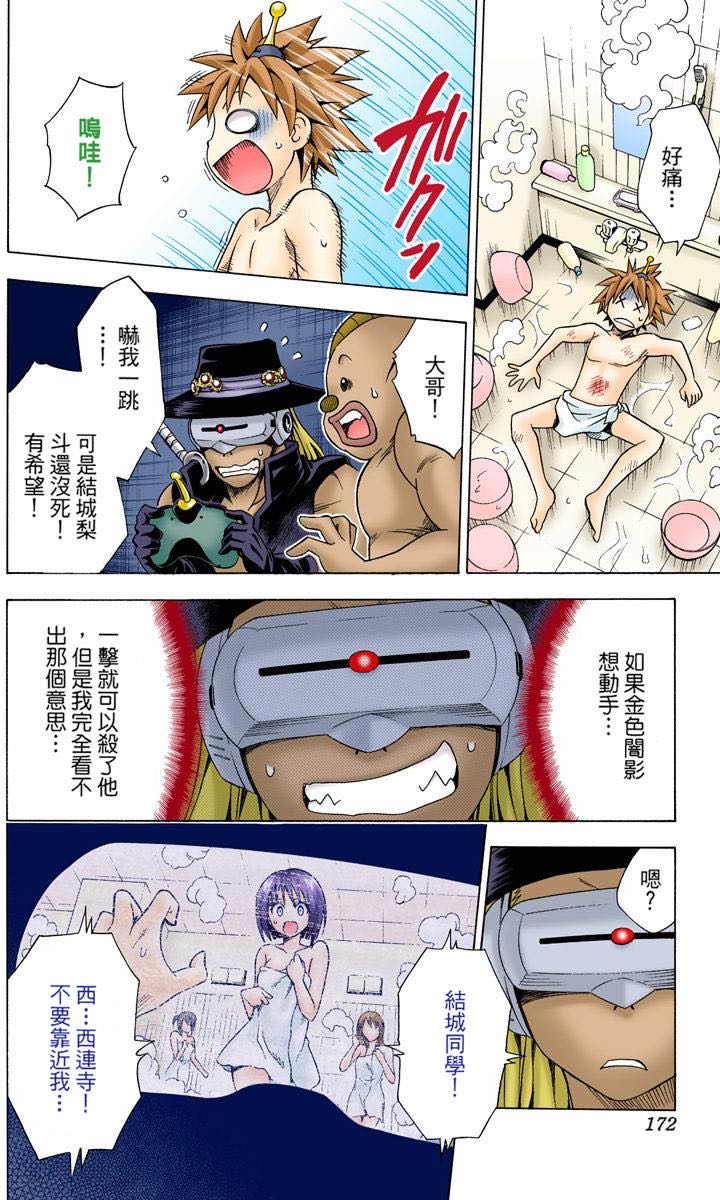 好痛…
ガクン
嗚哇！
大哥！
嚇我一跳
…！
可是結城梨
斗還沒死！
有希望！
如果金色闇影
想動手…
一擊就可以殺了他
，但是我完全看不
出那個意思…
嗯？
結城同學！
西…西連寺！
不要靠近我…
172